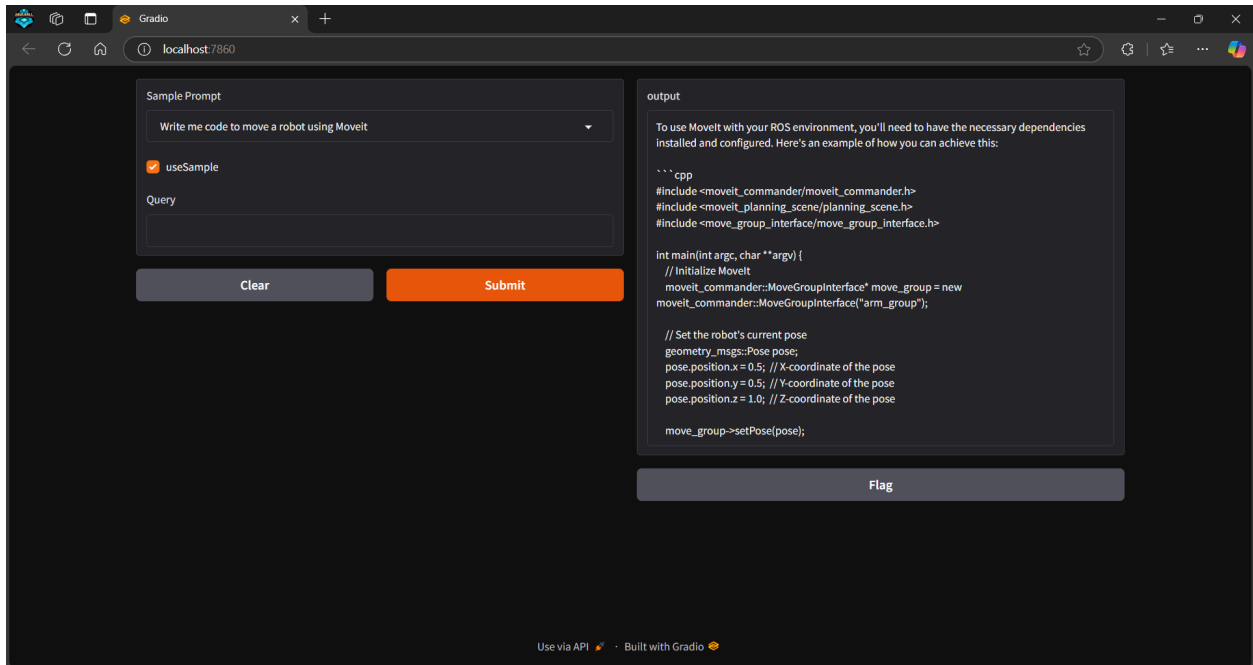 Gradio
localhost:7860
Sample Prompt
Write me code to move a robot using Moveit
useSample
Query
Clear
Submit
output
To use MoveIt with your ROS environment, you'll need to have the necessary dependencies
installed and configured. Here's an example of how you can achieve this:
```cpp
#include <moveit_commander/moveit_commander.h>
#include <moveit_planning_scene/planning_scene.h>
#include <move_group_interface/move_group_interface.h>
int main(int argc, char **argv) {
// Initialize MoveIt
moveit_commander::MoveGroupInterface* move_group = new
moveit_commander::MoveGroupInterface("arm_group");
// Set the robot's current pose
geometry_msgs::Pose pose;
pose.position.x = 0.5; // X-coordinate of the pose
pose.position.y = 0.5; // Y-coordinate of the pose
pose.position.z = 1.0; // Z-coordinate of the pose
move_group->setPose(pose);
Flag
Use via API · Built with Gradio